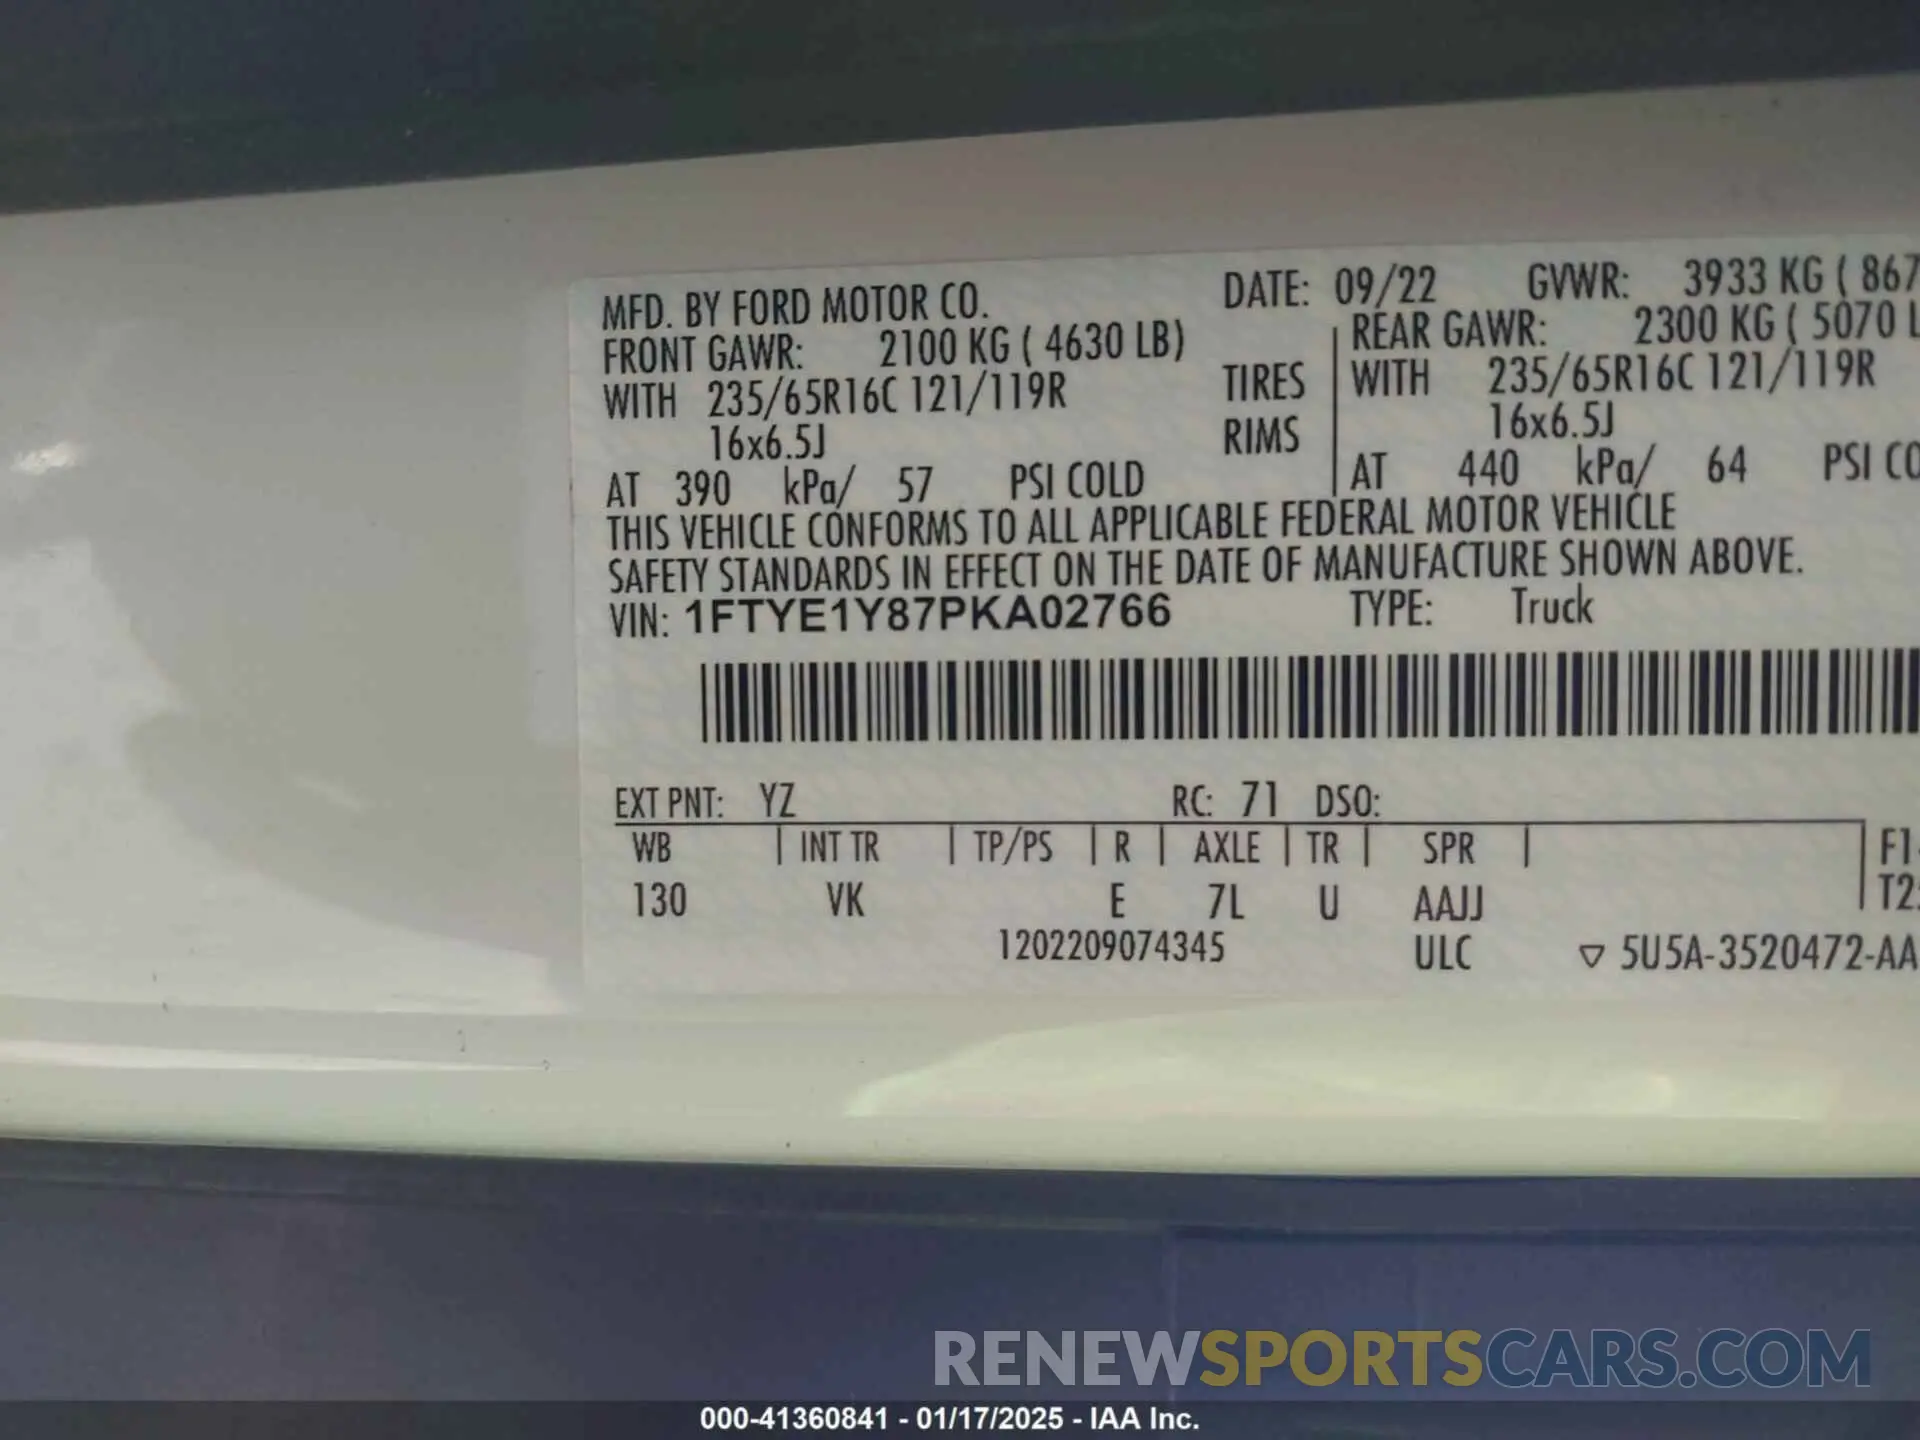 MFD. BY FORD MOTOR CO. DATE: 09/22 GVWR: 3933 KG ( 867
FRONT GAWR: 2100 KG ( 4630 LB) REAR GAWR: 2300 KG ( 5070 L
WITH 235/65R16C 121/119R TIRES WITH 235/65R16C 121/119R
16x6.5J RIMS 16x6.5J
AT 390 kPa/ 57 PSI COLD AT 440 kPa/ 64 PSI CO
THIS VEHICLE CONFORMS TO ALL APPLICABLE FEDERAL MOTOR VEHICLE
SAFETY STANDARDS IN EFFECT ON THE DATE OF MANUFACTURE SHOWN ABOVE.
VIN: 1FTYE1Y87PKA02766 TYPE: Truck
EXT PNT: YZ RC: 71 DSO:
WB | INT TR | TP/PS | R | AXLE | TR | SPR | F1-
130 VK E 7L U AAJJ T2
1202209074345 ULC ▽ 5U5A-3520472-AA
RENEWSPORTSCARS.COM
000-41360841 - 01/17/2025 - IAA Inc.